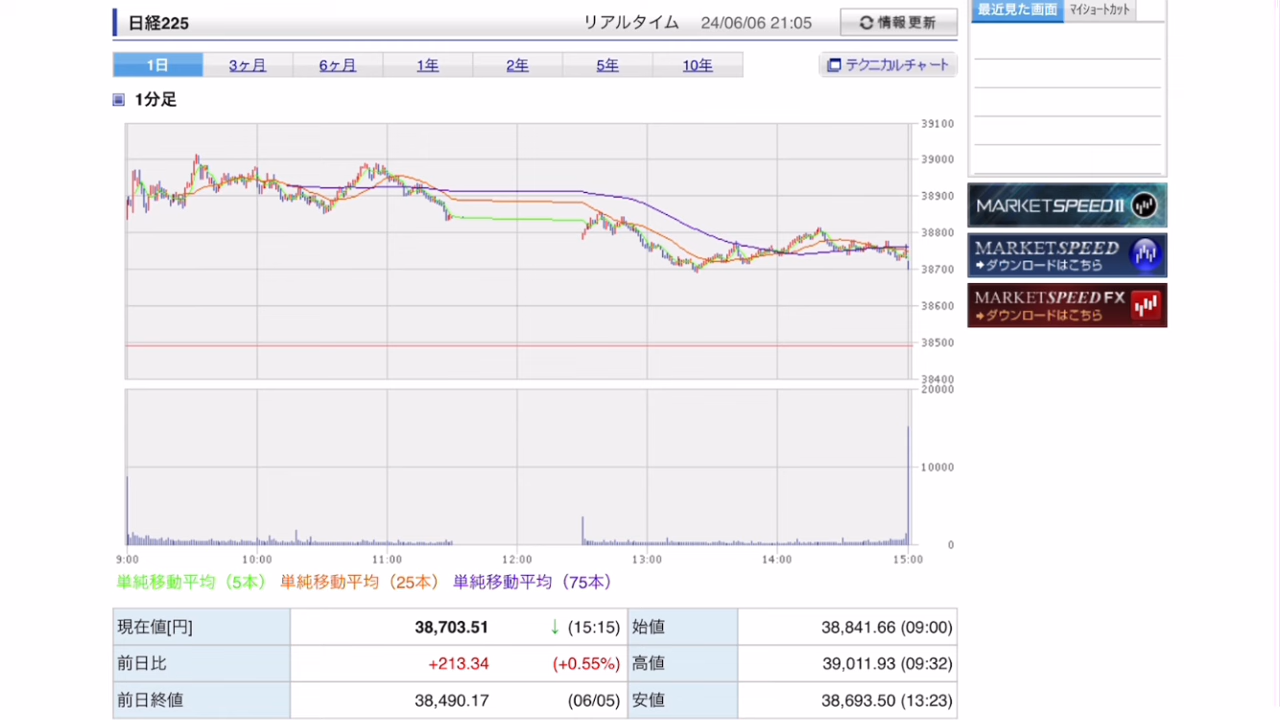 日経225 リアルタイム 24/06/06 21:05 情報更新
最近見た画面 マイショートカット
1日 3ヶ月 6ヶ月 1年 2年 5年 10年 テクニカルチャート
1分足
39100
39000
38900
38800
38700
38600
38500
38400
20000
10000
0
9:00 10:00 11:00 12:00 13:00 14:00 15:00
単純移動平均（5本） 単純移動平均（25本） 単純移動平均（75本）
現在値[円] 38,703.51 ↓ (15:15) 始値 38,841.66 (09:00)
前日比 +213.34 (+0.55%) 高値 39,011.93 (09:32)
前日終値 38,490.17 (06/05) 安値 38,693.50 (13:23)
MARKETSPEED II
MARKETSPEED
ダウンロードはこちら
MARKETSPEED FX
ダウンロードはこちら